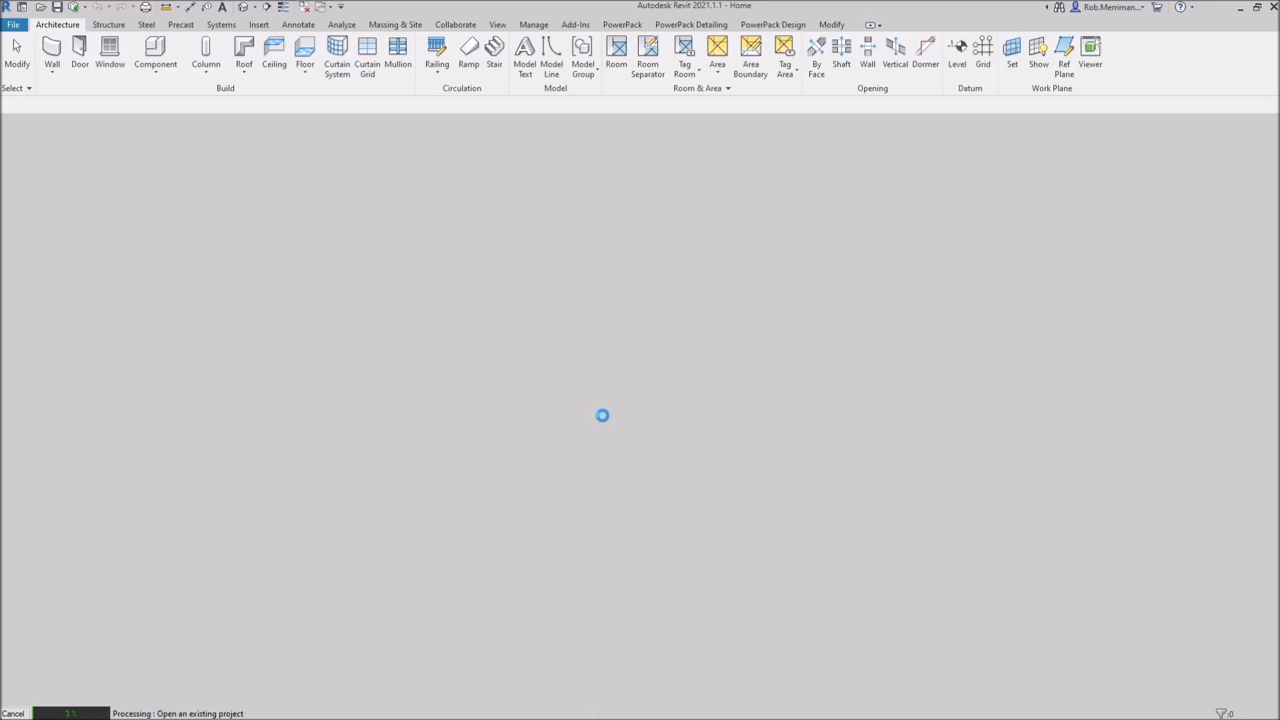 Autodesk Revit 2021.1.1 - Home
Rob.Merriman...
File Architecture Structure Steel Precast Systems Insert Annotate Analyze Massing & Site Collaborate View Manage Add-Ins PowerPack PowerPack Detailing PowerPack Design Modify
Modify Wall Door Window Component Column Roof Ceiling Floor Curtain System Curtain Grid Mullion Railing Ramp Stair Model Text Model Line Model Group Room Room Separator Tag Room Area Area Boundary Tag Area By Face Shaft Wall Vertical Dormer Level Grid Set Show Ref Plane Viewer
Select Build Circulation Model Room & Area Opening Datum Work Plane
Cancel 3 % Processing : Open an existing project :0